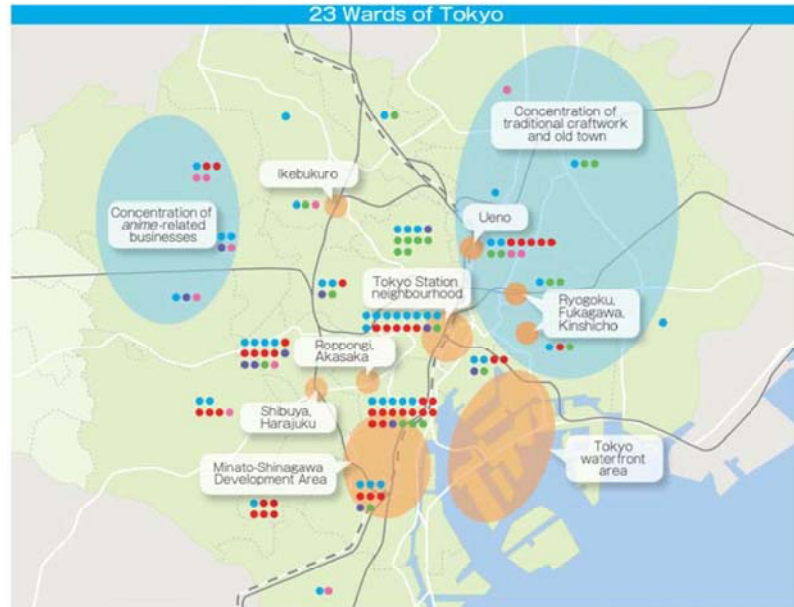 23 Wards of Tokyo
Concentration of
traditional craftwork
and old town
Ikebukuro
Concentration of
anime-related
businesses
Ueno
Tokyo Station
neighbourhood
Ryogoku,
Fukagawa,
Kinshicho
Roppongi,
Akasaka
Shibuya,
Harajuku
Minato-Shinagawa
Development Area
Tokyo
waterfront
area